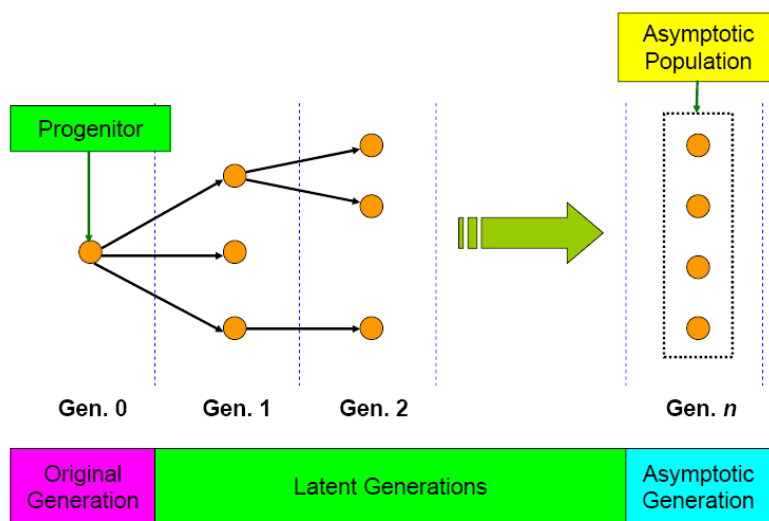 Asymptotic
Population
Progenitor
Gen. 0
Gen. 1
Gen. 2
Gen. n
Original
Generation
Latent Generations
Asymptotic
Generation